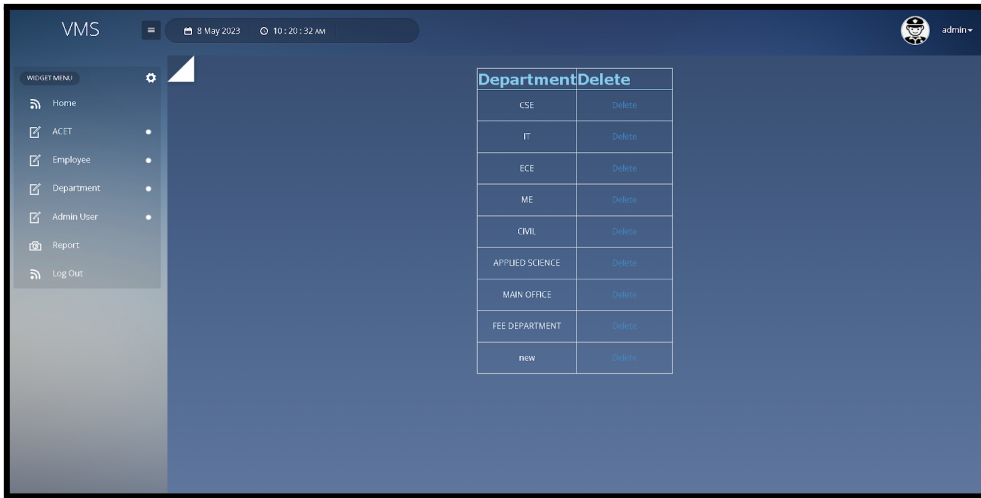 VMS
8 May 2023 10 : 20 : 32 AM
admin
WIDGET MENU
Home
ACET
Employee
Department
Admin User
Report
Log Out
Department Delete
CSE Delete
IT Delete
ECE Delete
ME Delete
CIVIL Delete
APPLIED SCIENCE Delete
MAIN OFFICE Delete
FEE DEPARTMENT Delete
new Delete